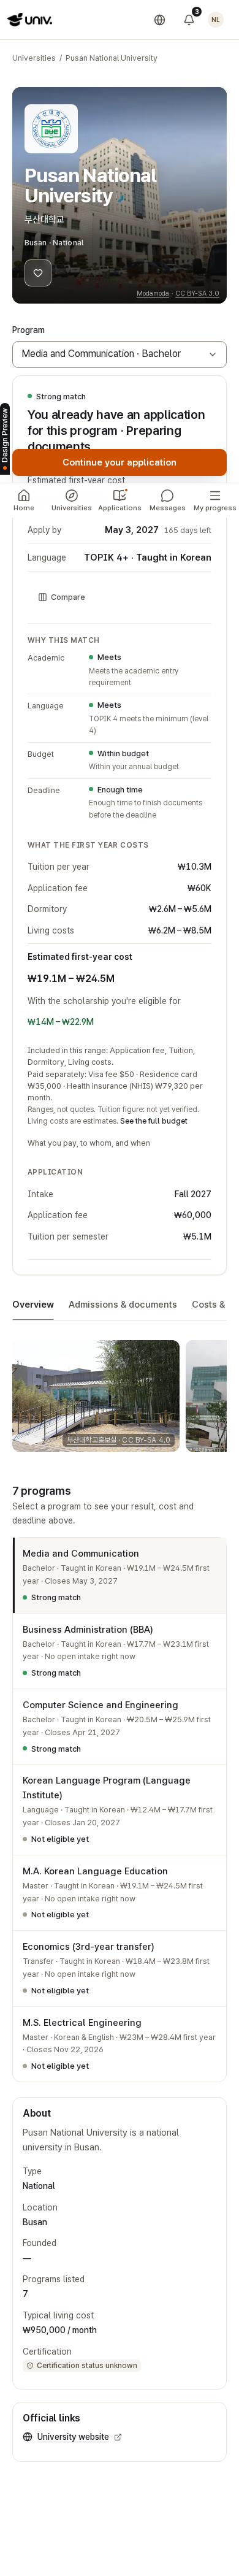 UNIV.
3
NL
Universities / Pusan National University
Pusan National
University
부산대학교
Busan · National
Modamoda · CC BY-SA 3.0
Program
Media and Communication · Bachelor
Strong match
You already have an application
for this program · Preparing
documents
Design Preview
Continue your application
Estimated first-year cost
Home
Universities
Applications
Messages
My progress
Apply by
May 3, 2027 165 days left
Language
TOPIK 4+ · Taught in Korean
Compare
WHY THIS MATCH
Academic
Meets
Meets the academic entry
requirement
Language
Meets
TOPIK 4 meets the minimum (level
4)
Budget
Within budget
Within your annual budget
Deadline
Enough time
Enough time to finish documents
before the deadline
WHAT THE FIRST YEAR COSTS
Tuition per year
₩10.3M
Application fee
₩60K
Dormitory
₩2.6M – ₩5.6M
Living costs
₩6.2M – ₩8.5M
Estimated first-year cost
₩19.1M – ₩24.5M
With the scholarship you're eligible for
₩14M – ₩22.9M
Included in this range: Application fee, Tuition,
Dormitory, Living costs.
Paid separately: Visa fee $50 · Residence card
₩35,000 · Health insurance (NHIS) ₩79,320 per
month.
Ranges, not quotes. Tuition figure: not yet verified.
Living costs are estimates. See the full budget
What you pay, to whom, and when
APPLICATION
Intake
Fall 2027
Application fee
₩60,000
Tuition per semester
₩5.1M
Overview
Admissions & documents
Costs &
부산대학교홍보실 · CC BY-SA 4.0
7 programs
Select a program to see your result, cost and
deadline above.
Media and Communication
Bachelor · Taught in Korean · ₩19.1M – ₩24.5M first
year · Closes May 3, 2027
Strong match
Business Administration (BBA)
Bachelor · Taught in Korean · ₩17.7M – ₩23.1M first
year · No open intake right now
Strong match
Computer Science and Engineering
Bachelor · Taught in Korean · ₩20.5M – ₩25.9M first
year · Closes Apr 21, 2027
Strong match
Korean Language Program (Language
Institute)
Language · Taught in Korean · ₩12.4M – ₩17.7M first
year · Closes Jan 20, 2027
Not eligible yet
M.A. Korean Language Education
Master · Taught in Korean · ₩19.1M – ₩24.5M first
year · No open intake right now
Not eligible yet
Economics (3rd-year transfer)
Transfer · Taught in Korean · ₩18.4M – ₩23.8M first
year · No open intake right now
Not eligible yet
M.S. Electrical Engineering
Master · Korean & English · ₩23M – ₩28.4M first year
· Closes Nov 22, 2026
Not eligible yet
About
Pusan National University is a national
university in Busan.
Type
National
Location
Busan
Founded
—
Programs listed
7
Typical living cost
₩950,000 / month
Certification
Certification status unknown
Official links
University website